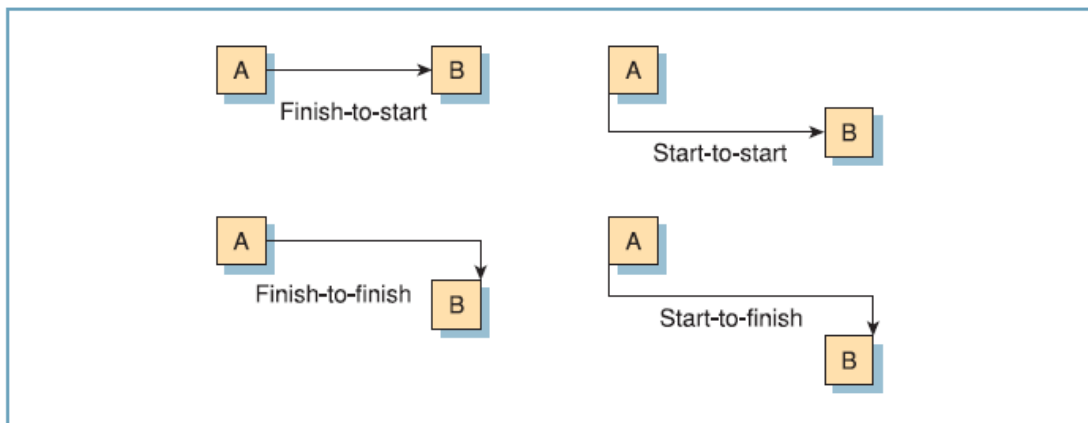 A B A
Finish-to-start
B
Start-to-start
A A
Finish-to-finish
B
Start-to-finish
B